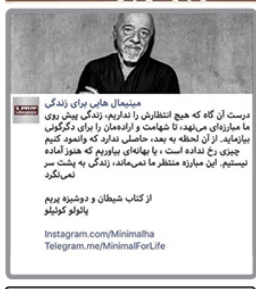 مینیمال هایی برای زندگی
درست آن گاه که هیچ انتظارش را نداریم، زندگی پیش روی
ما مبارزه‌ای می‌نهد، تا شهامت و اراده‌مان را برای دگرگونی
بیازماید. از آن لحظه به بعد، حاصلی ندارد که وانمود کنیم
چیزی رخ نداده است ، یا بهانه‌ای بیاوریم که هنوز آماده
نیستیم. این مبارزه منتظر ما نمی‌ماند، زندگی به پشت سر
نمی‌نگرد
از کتاب شیطان و دوشیزه پریم
پائولو کوئیلو
Instagram.com/Minimalha
Telegram.me/MinimalForLife